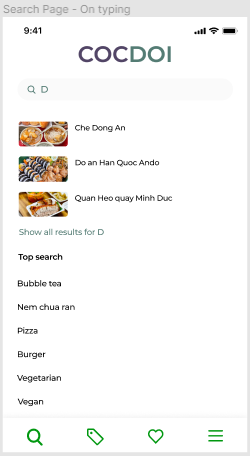 Search Page - On typing
9:41
COCDOI
D
Che Dong An
Do an Han Quoc Ando
Quan Heo quay Minh Duc
Show all results for D
Top search
Bubble tea
Nem chua ran
Pizza
Burger
Vegetarian
Vegan